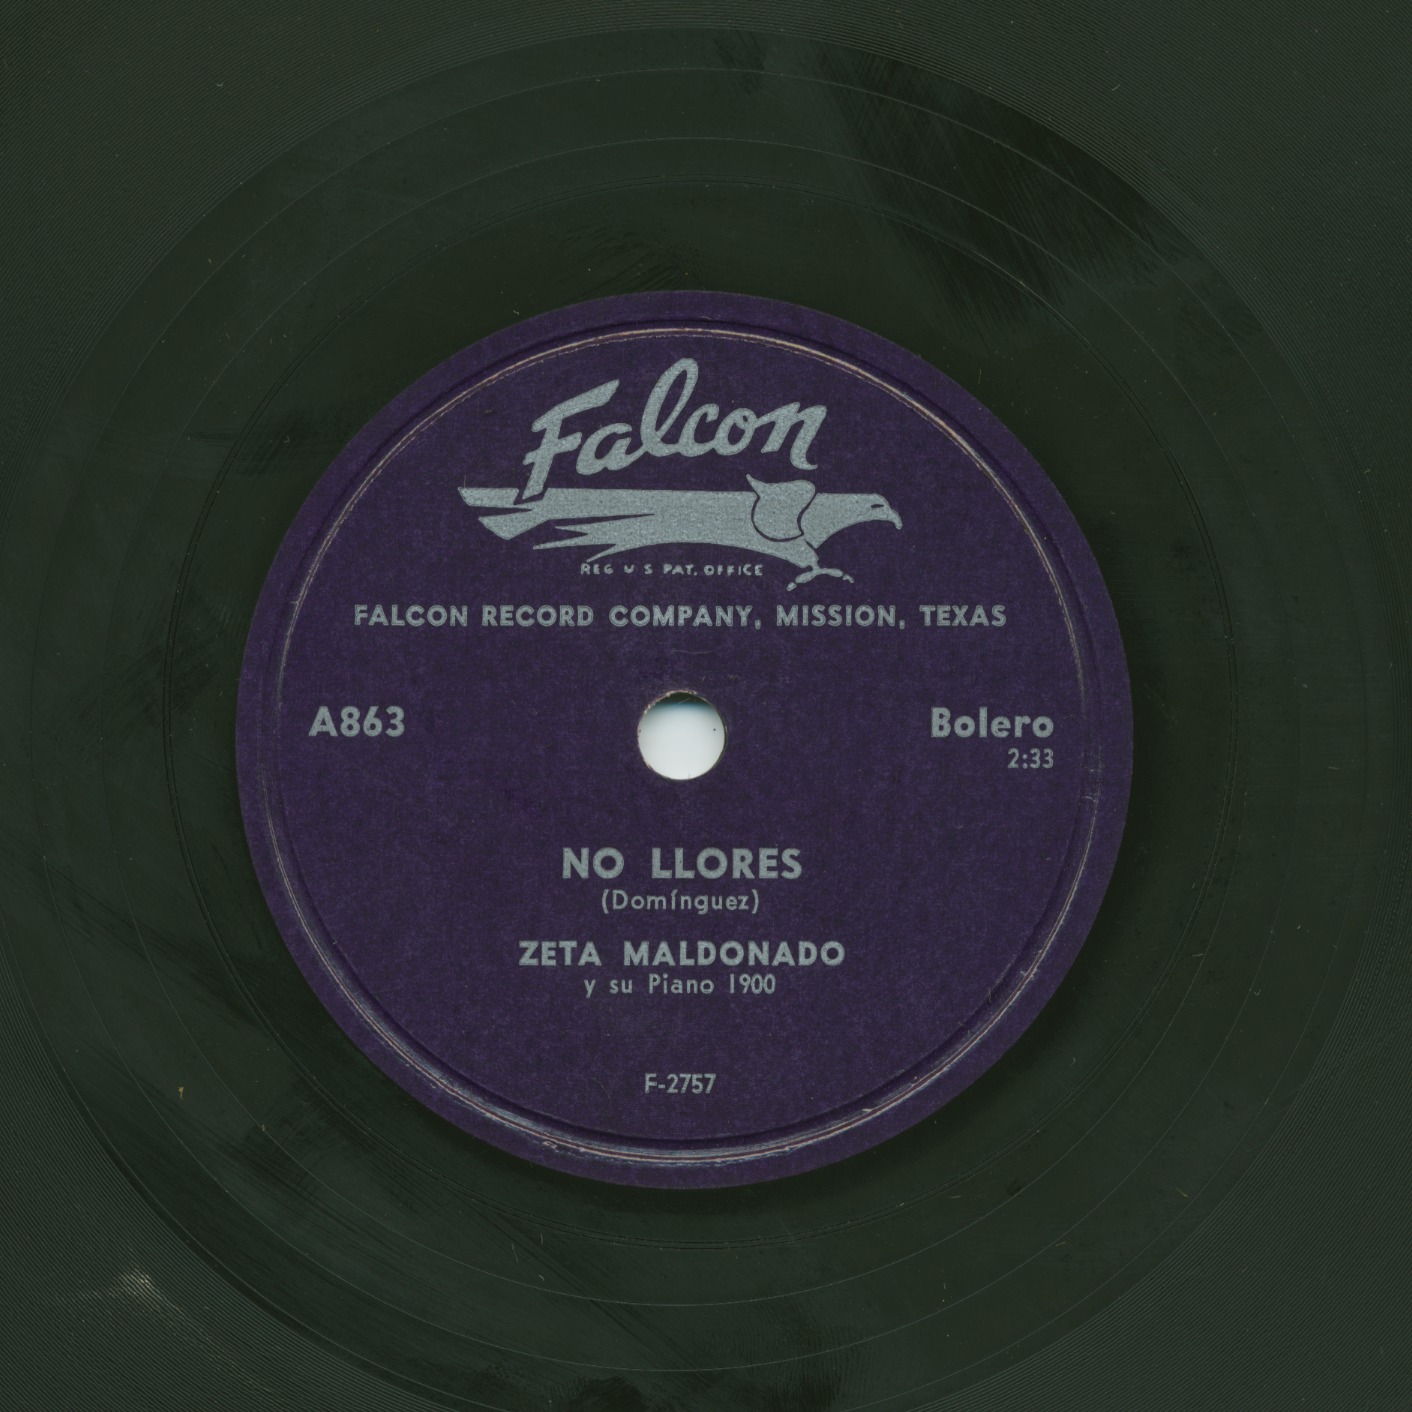 Falcon
REG U S PAT. OFFICE
FALCON RECORD COMPANY, MISSION, TEXAS
A863
Bolero
2:33
NO LLORES
(Domínguez)
ZETA MALDONADO
y su Piano 1900
F-2757